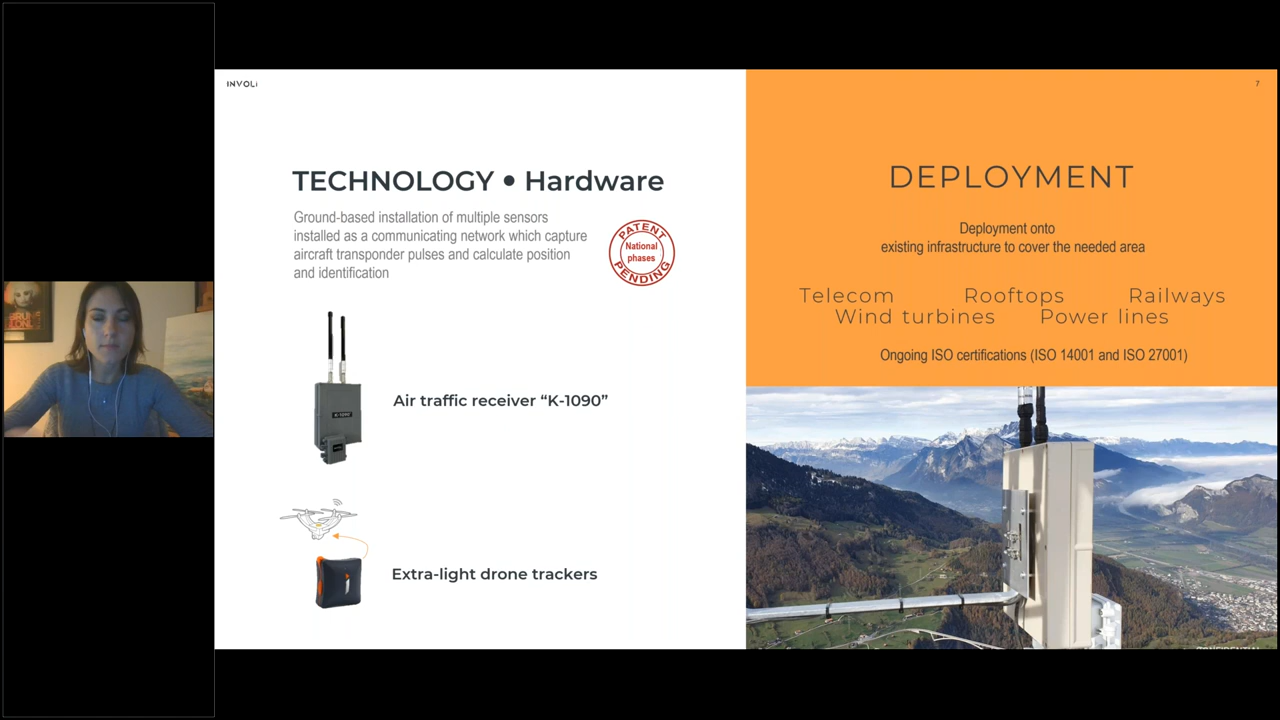 INVOLI
TECHNOLOGY • Hardware
Ground-based installation of multiple sensors
installed as a communicating network which capture
aircraft transponder pulses and calculate position
and identification
PATENT
National
phases
PENDING
K-1090
Air traffic receiver “K-1090”
Extra-light drone trackers
7
DEPLOYMENT
Deployment onto
existing infrastructure to cover the needed area
Telecom Rooftops Railways
Wind turbines Power lines
Ongoing ISO certifications (ISO 14001 and ISO 27001)
CONFIDENTIAL